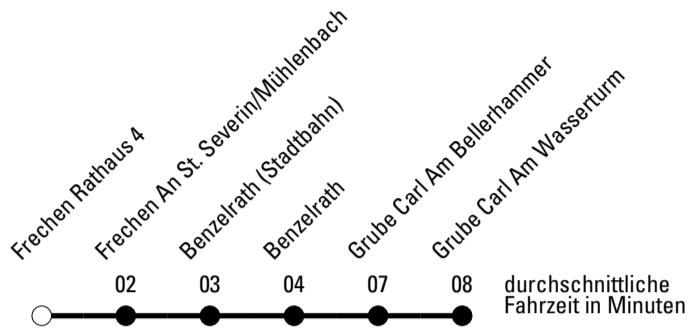 Frechen Rathaus 4
Frechen An St. Severin/Mühlenbach
Benzelrath (Stadtbahn)
Benzelrath
Grube Carl Am Bellerhammer
Grube Carl Am Wasserturm
02 03 04 07 08
durchschnittliche
Fahrzeit in Minuten